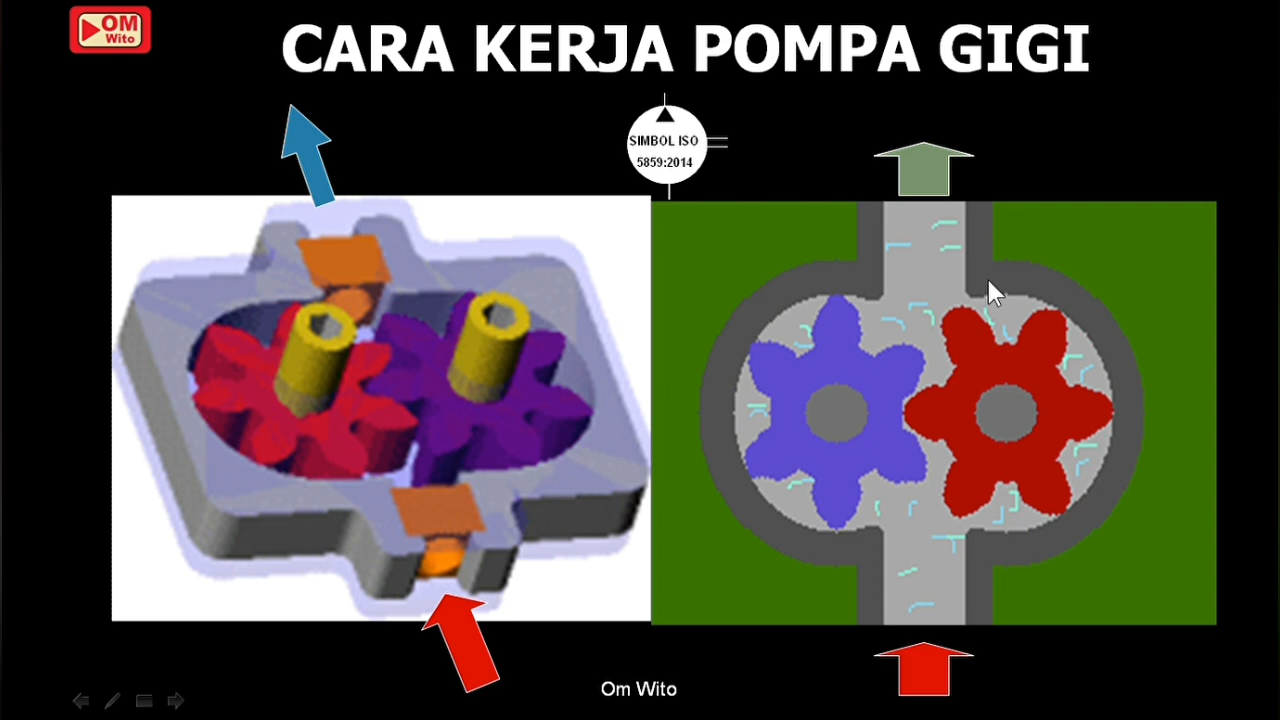 OM
Wito
CARA KERJA POMPA GIGI
SIMBOL ISO
5859:2014
Om Wito